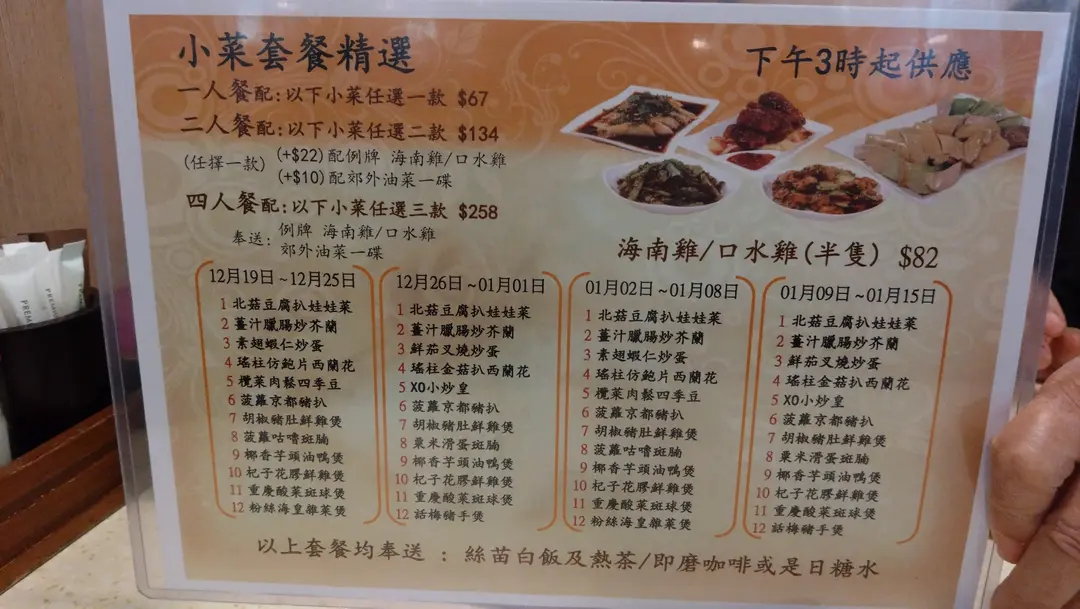 小菜套餐精選
下午3時起供應
一人餐配:以下小菜任選一款 $67
二人餐配:以下小菜任選二款 $134
(任擇一款) (+$22)配例牌 海南雞/口水雞
(+$10)配郊外油菜一碟
四人餐配:以下小菜任選三款 $258
奉送: 例牌 海南雞/口水雞
郊外油菜一碟
海南雞/口水雞(半隻) $82
12月19日~12月25日
1 北菇豆腐扒娃娃菜
2 薑汁臘腸炒芥蘭
3 素翅蝦仁炒蛋
4 瑤柱仿鮑片西蘭花
5 欖菜肉鬆四季豆
6 菠蘿京都豬扒
7 胡椒豬肚鮮雞煲
8 菠蘿咕嚕斑腩
9 椰香芋頭油鴨煲
10 杞子花膠鮮雞煲
11 重慶酸菜斑球煲
12 粉絲海皇雜菜煲
12月26日~01月01日
1 北菇豆腐扒娃娃菜
2 薑汁臘腸炒芥蘭
3 鮮茄叉燒炒蛋
4 瑤柱金菇扒西蘭花
5 XO小炒皇
6 菠蘿京都豬扒
7 胡椒豬肚鮮雞煲
8 粟米滑蛋斑腩
9 椰香芋頭油鴨煲
10 杞子花膠鮮雞煲
11 重慶酸菜斑球煲
12 話梅豬手煲
01月02日~01月08日
1 北菇豆腐扒娃娃菜
2 薑汁臘腸炒芥蘭
3 素翅蝦仁炒蛋
4 瑤柱仿鮑片西蘭花
5 欖菜肉鬆四季豆
6 菠蘿京都豬扒
7 胡椒豬肚鮮雞煲
8 菠蘿咕嚕斑腩
9 椰香芋頭油鴨煲
10 杞子花膠鮮雞煲
11 重慶酸菜斑球煲
12 粉絲海皇雜菜煲
01月09日~01月15日
1 北菇豆腐扒娃娃菜
2 薑汁臘腸炒芥蘭
3 鮮茄叉燒炒蛋
4 瑤柱金菇扒西蘭花
5 XO小炒皇
6 菠蘿京都豬扒
7 胡椒豬肚鮮雞煲
8 粟米滑蛋斑腩
9 椰香芋頭油鴨煲
10 杞子花膠鮮雞煲
11 重慶酸菜斑球煲
12 話梅豬手煲
以上套餐均奉送 : 絲苗白飯及熱茶/即磨咖啡或是日糖水